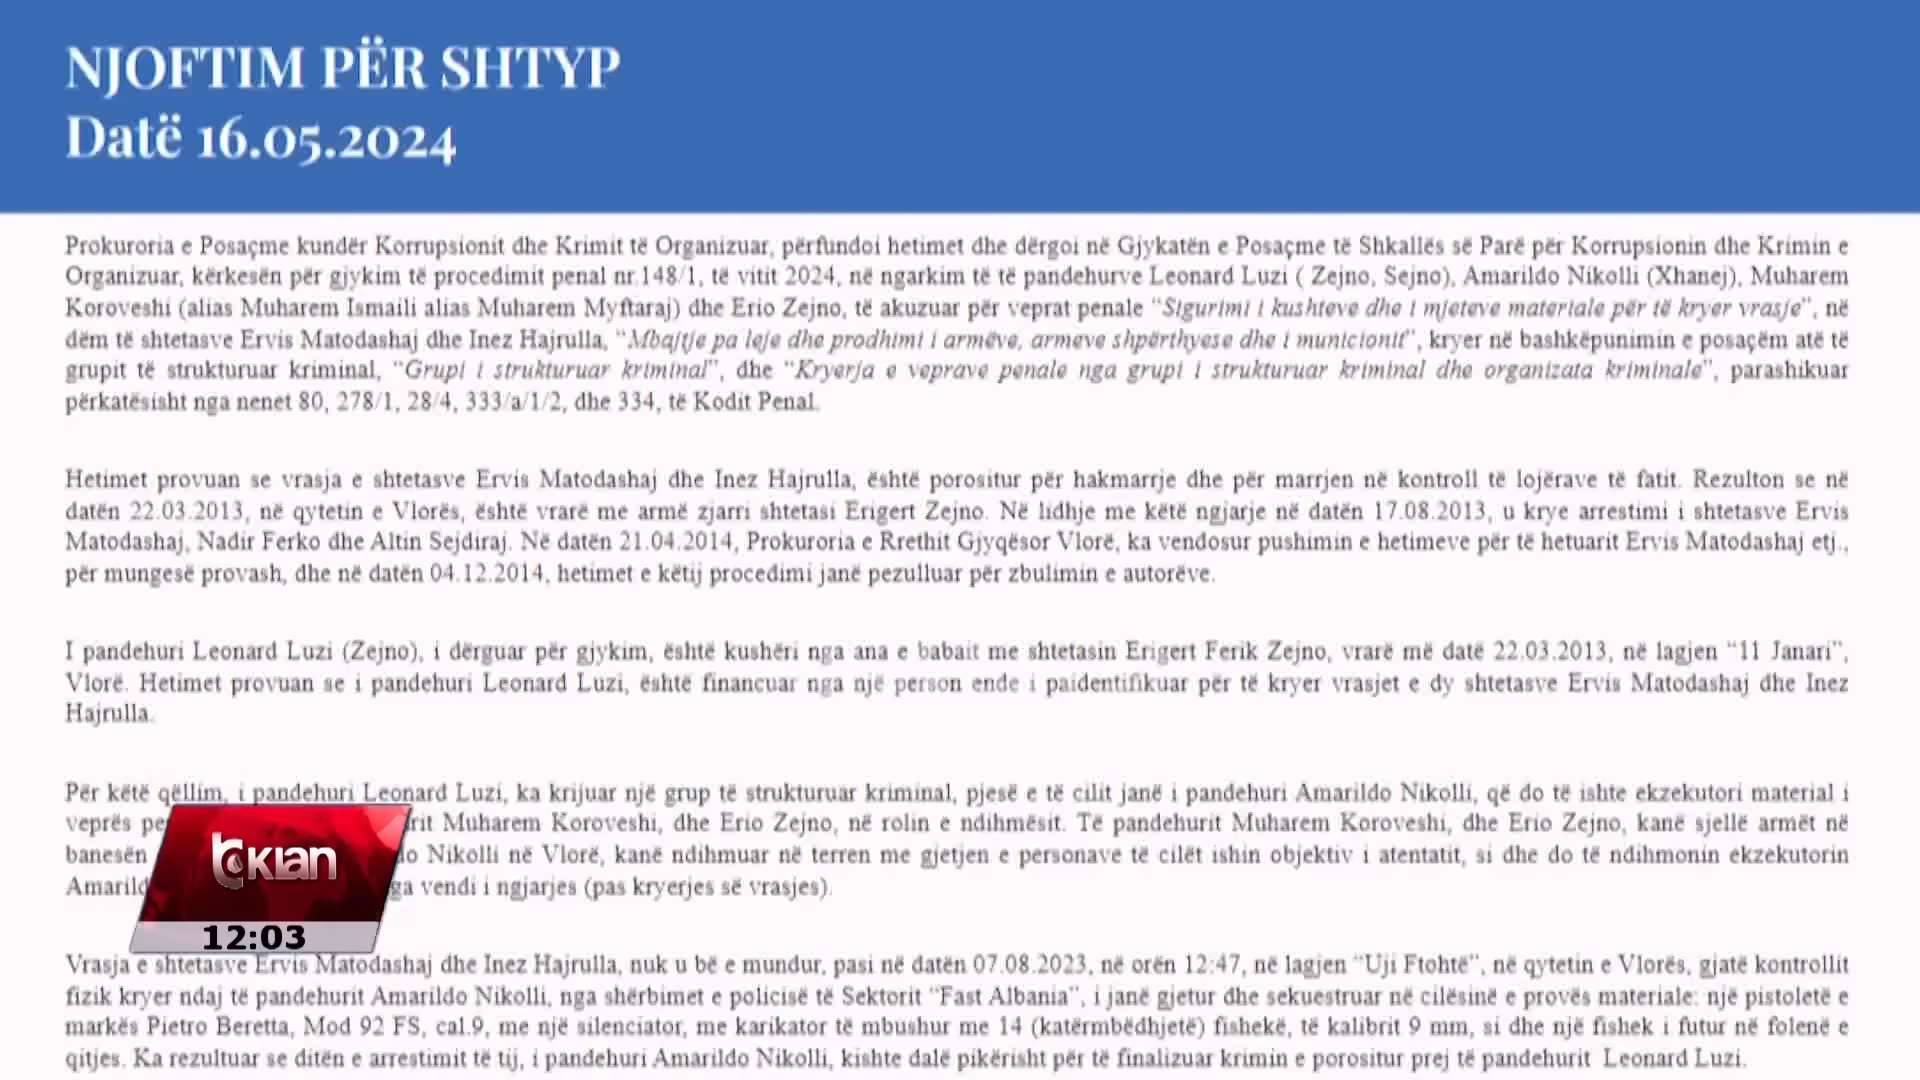 NJOFTIM PËR SHTYP
Datë 16.05.2024
Prokuroria e Posaçme kundër Korrupsionit dhe Krimit të Organizuar, përfundoi hetimet dhe dërgoi në Gjykatën e Posaçme të Shkallës së Parë për Korrupsionin dhe Krimin e
Organizuar, kërkesën për gjykim të procedimit penal nr.148/1, të vitit 2024, në ngarkim të të pandehurve Leonard Luzi ( Zejno, Sejno), Amarildo Nikolli (Xhanej), Muharem
Koroveshi (alias Muharem Ismaili alias Muharem Myftaraj) dhe Erio Zejno, të akuzuar për veprat penale “Sigurimi i kushteve dhe i mjeteve materiale për të kryer vrasje”, në
dëm të shtetasve Ervis Matodashaj dhe Inez Hajrulla, “Mbajtje pa leje dhe prodhimi i armëve, armeve shpërthyese dhe i municionit”, kryer në bashkëpunimin e posaçëm atë të
grupit të strukturuar kriminal, “Grupi i strukturuar kriminal”, dhe “Kryerja e veprave penale nga grupi i strukturuar kriminal dhe organizata kriminale”, parashikuar
përkatësisht nga nenet 80, 278/1, 28/4, 333/a/1/2, dhe 334, të Kodit Penal.
Hetimet provuan se vrasja e shtetasve Ervis Matodashaj dhe Inez Hajrulla, është porositur për hakmarrje dhe për marrjen në kontroll të lojërave të fatit. Rezulton se në
datën 22.03.2013, në qytetin e Vlorës, është vrarë me armë zjarri shtetasi Erigert Zejno. Në lidhje me këtë ngjarje në datën 17.08.2013, u krye arrestimi i shtetasve Ervis
Matodashaj, Nadir Ferko dhe Altin Sejdiraj. Në datën 21.04.2014, Prokuroria e Rrethit Gjyqësor Vlorë, ka vendosur pushimin e hetimeve për të hetuarit Ervis Matodashaj etj.,
për mungesë provash, dhe në datën 04.12.2014, hetimet e këtij procedimi janë pezulluar për zbulimin e autorëve.
I pandehuri Leonard Luzi (Zejno), i dërguar për gjykim, është kushëri nga ana e babait me shtetasin Erigert Ferik Zejno, vrarë më datë 22.03.2013, në lagjen “11 Janari”,
Vlorë. Hetimet provuan se i pandehuri Leonard Luzi, është financuar nga një person ende i paidentifikuar për të kryer vrasjet e dy shtetasve Ervis Matodashaj dhe Inez
Hajrulla.
Për këtë qëllim, i pandehuri Leonard Luzi, ka krijuar një grup të strukturuar kriminal, pjesë e të cilit janë i pandehuri Amarildo Nikolli, që do të ishte ekzekutori material i
veprës Muharem Koroveshi, dhe Erio Zejno, në rolin e ndihmësit. Të pandehurit Muharem Koroveshi, dhe Erio Zejno, kanë sjellë armët në
banesën Nikolli në Vlorë, kanë ndihmuar në terren me gjetjen e personave të cilët ishin objektiv i atentatit, si dhe do të ndihmonin ekzekutorin
vendi i ngjarjes (pas kryerjes së vrasjes).
Vrasja e shtetasve Ervis Matodashaj dhe Inez Hajrulla, nuk u bë e mundur, pasi në datën 07.08.2023, në orën 12:47, në lagjen “Uji Ftohtë”, në qytetin e Vlorës, gjatë kontrollit
fizik kryer ndaj të pandehurit Amarildo Nikolli, nga shërbimet e policisë të Sektorit “Fast Albania”, i janë gjetur dhe sekuestruar në cilësinë e provës materiale: një pistoletë e
markës Pietro Beretta, Mod 92 FS, cal.9, me një silenciator, me karikator të mbushur me 14 (katërmbëdhjetë) fishekë, të kalibrit 9 mm, si dhe një fishek i futur në folenë e
qitjes. Ka rezultuar se ditën e arrestimit të tij, i pandehuri Amarildo Nikolli, kishte dalë pikërisht për të finalizuar krimin e porositur prej të pandehurit Leonard Luzi.
tv klan
12:03